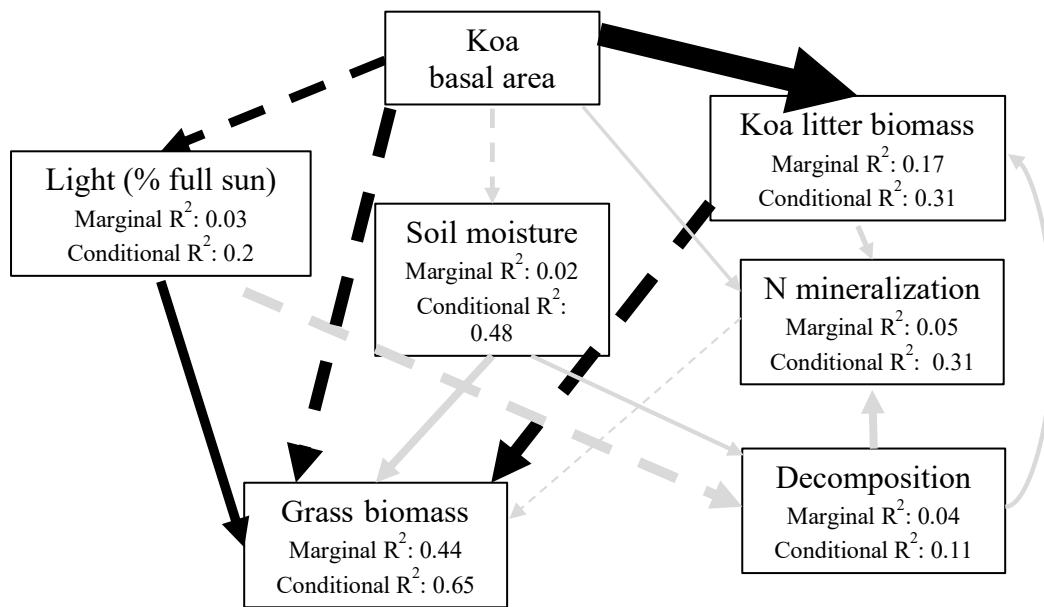 Koa
basal area
Koa litter biomass
Marginal R²: 0.17
Conditional R²: 0.31
Light (% full sun)
Marginal R²: 0.03
Conditional R²: 0.2
Soil moisture
Marginal R²: 0.02
Conditional R²:
0.48
N mineralization
Marginal R²: 0.05
Conditional R²: 0.31
Grass biomass
Marginal R²: 0.44
Conditional R²: 0.65
Decomposition
Marginal R²: 0.04
Conditional R²: 0.11